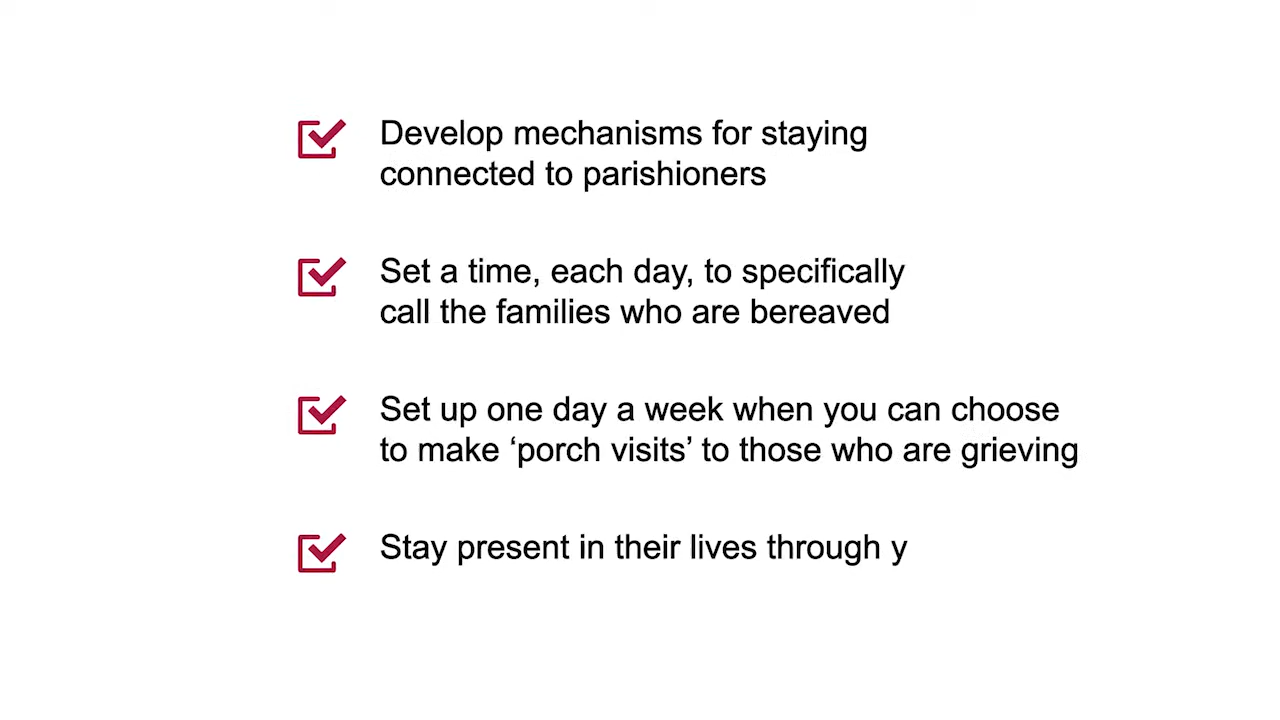 Develop mechanisms for staying
connected to parishioners
Set a time, each day, to specifically
call the families who are bereaved
Set up one day a week when you can choose
to make ‘porch visits’ to those who are grieving
Stay present in their lives through y